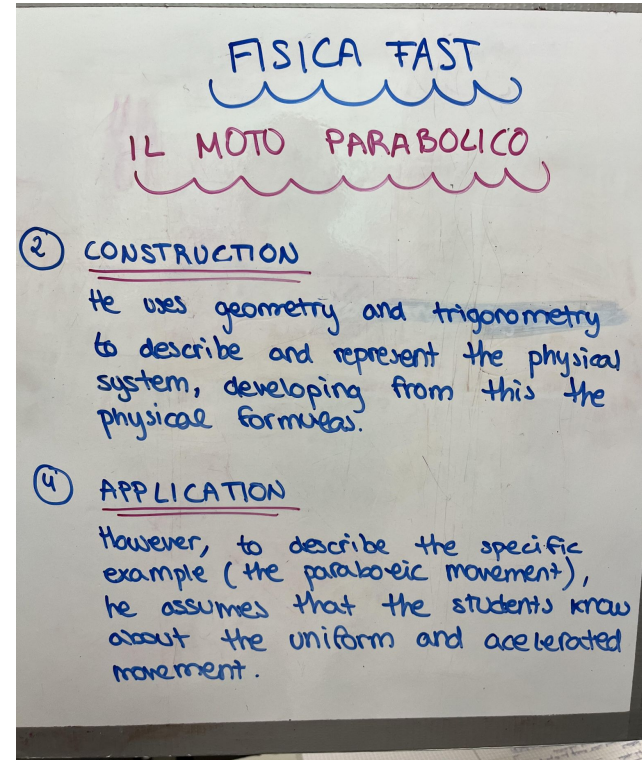 FISICA FAST
IL MOTO PARABOLICO
2 CONSTRUCTION
He uses geometry and trigonometry
to describe and represent the physical
system, developing from this the
physical formulas.
4 APPLICATION
However, to describe the specific
example (the parabolic movement),
he assumes that the students know
about the uniform and acelerated
movement.